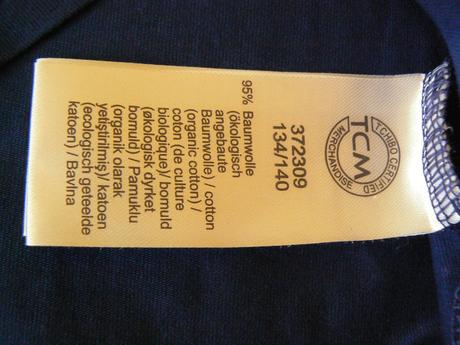 TCHIBO CERTIFIED
TCM
MERCHANDISE
372309
134/140
95% Baumwolle
(ökologisch
angebaute
Baumwolle) / cotton
(organic cotton) /
coton (de culture
biologique)/ bomuld
(økologisk dyrket
bomuld) / Pamuklu
(organik olarak
yetiştirilmiş)/ katoen
(ecologisch geteelde
katoen) / Bavlna